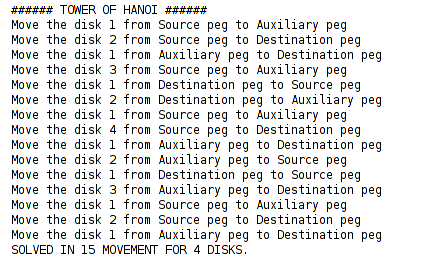 ###### TOWER OF HANOI ######
Move the disk 1 from Source peg to Auxiliary peg
Move the disk 2 from Source peg to Destination peg
Move the disk 1 from Auxiliary peg to Destination peg
Move the disk 3 from Source peg to Auxiliary peg
Move the disk 1 from Destination peg to Source peg
Move the disk 2 from Destination peg to Auxiliary peg
Move the disk 1 from Source peg to Auxiliary peg
Move the disk 4 from Source peg to Destination peg
Move the disk 1 from Auxiliary peg to Destination peg
Move the disk 2 from Auxiliary peg to Source peg
Move the disk 1 from Destination peg to Source peg
Move the disk 3 from Auxiliary peg to Destination peg
Move the disk 1 from Source peg to Auxiliary peg
Move the disk 2 from Source peg to Destination peg
Move the disk 1 from Auxiliary peg to Destination peg
SOLVED IN 15 MOVEMENT FOR 4 DISKS.